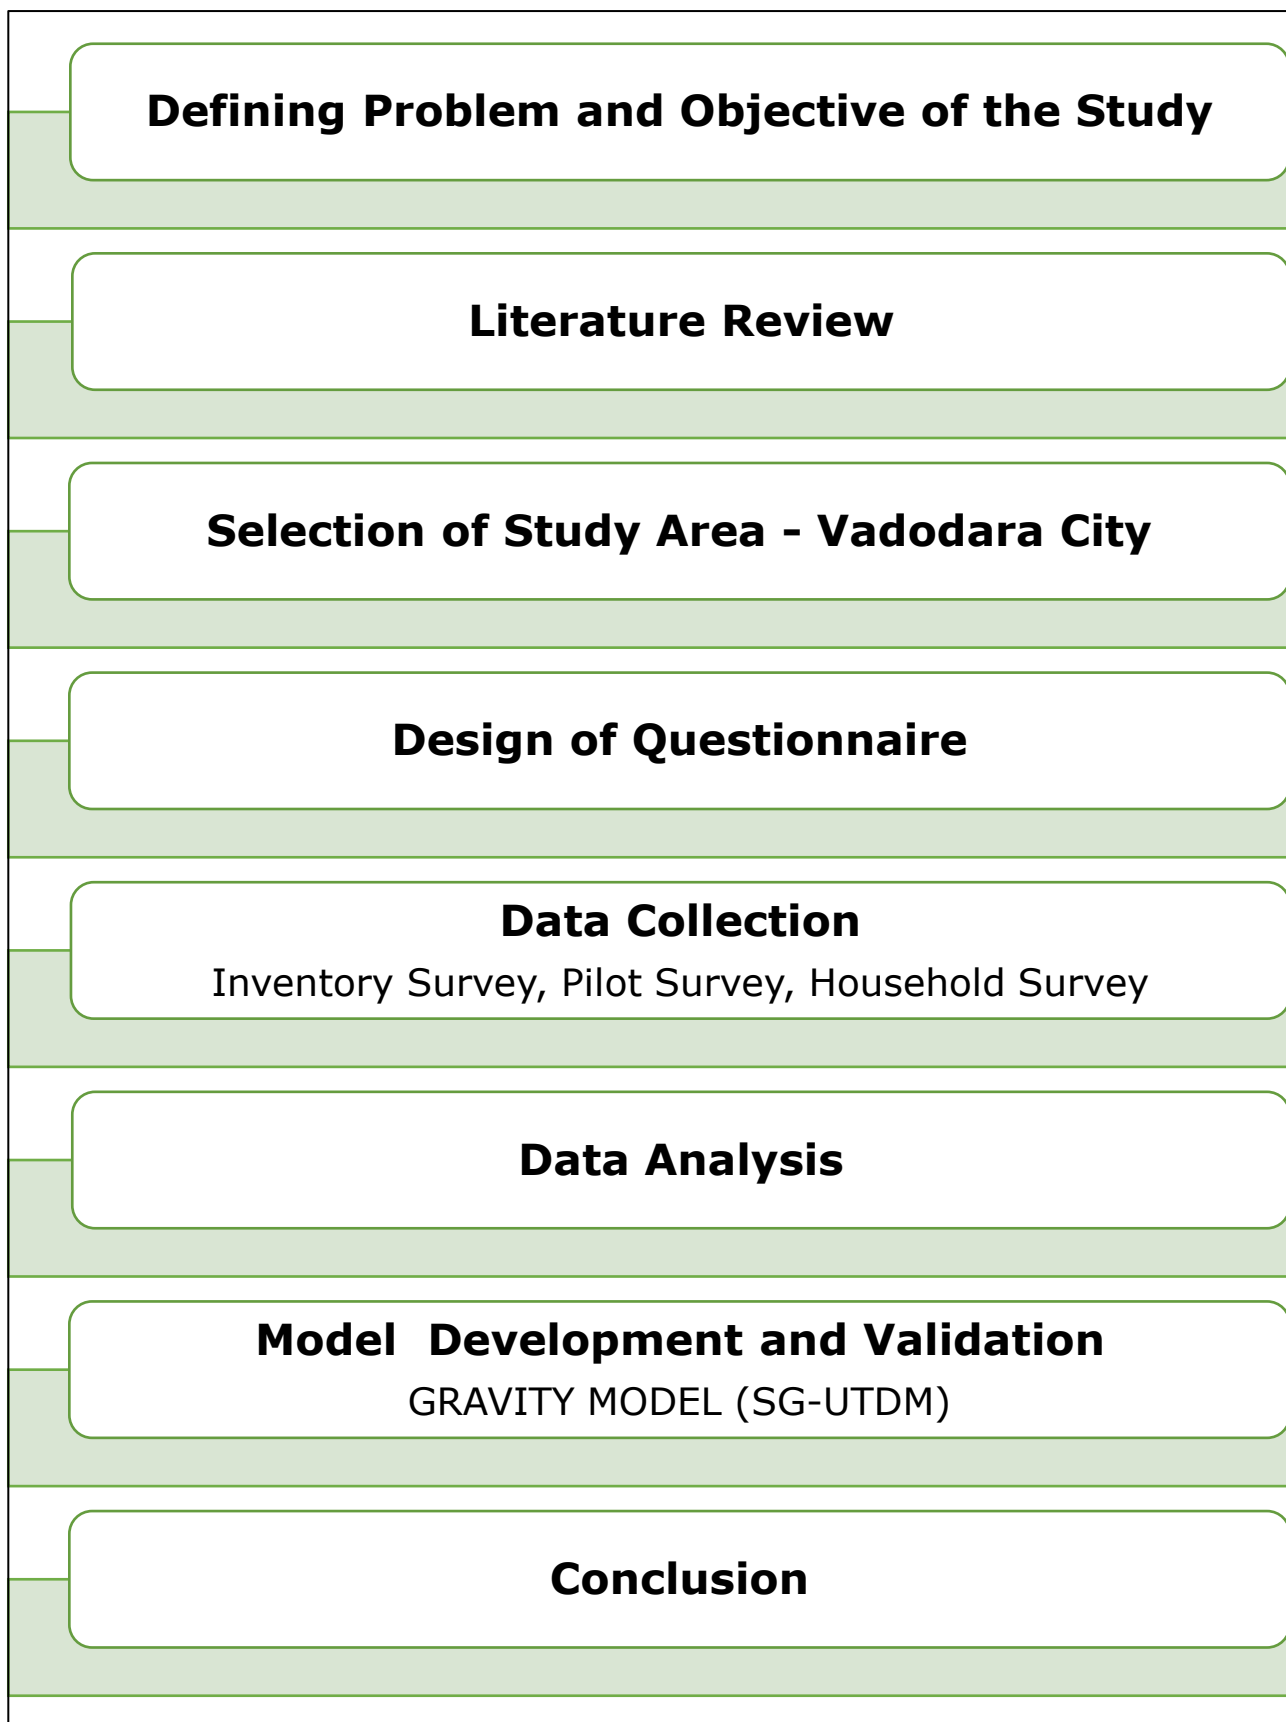 Defining Problem and Objective of the Study
Literature Review
Selection of Study Area - Vadodara City
Design of Questionnaire
Data Collection
Inventory Survey, Pilot Survey, Household Survey
Data Analysis
Model  Development and Validation
GRAVITY MODEL (SG-UTDM)
Conclusion